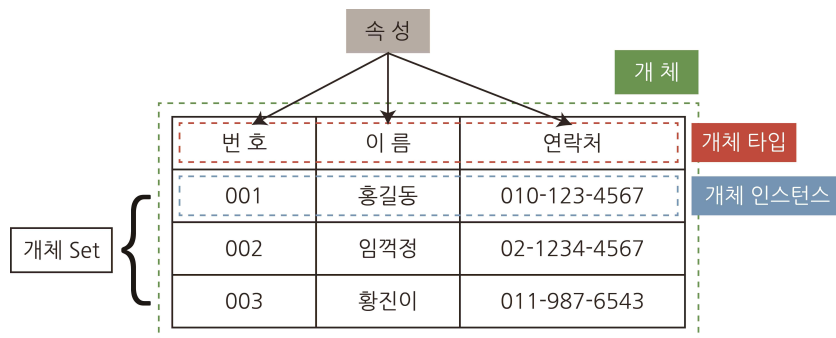 속 성
개 체
번 호 이 름 연락처
개체 타입
001 홍길동 010-123-4567
개체 인스턴스
002 임꺽정 02-1234-4567
개체 Set
003 황진이 011-987-6543